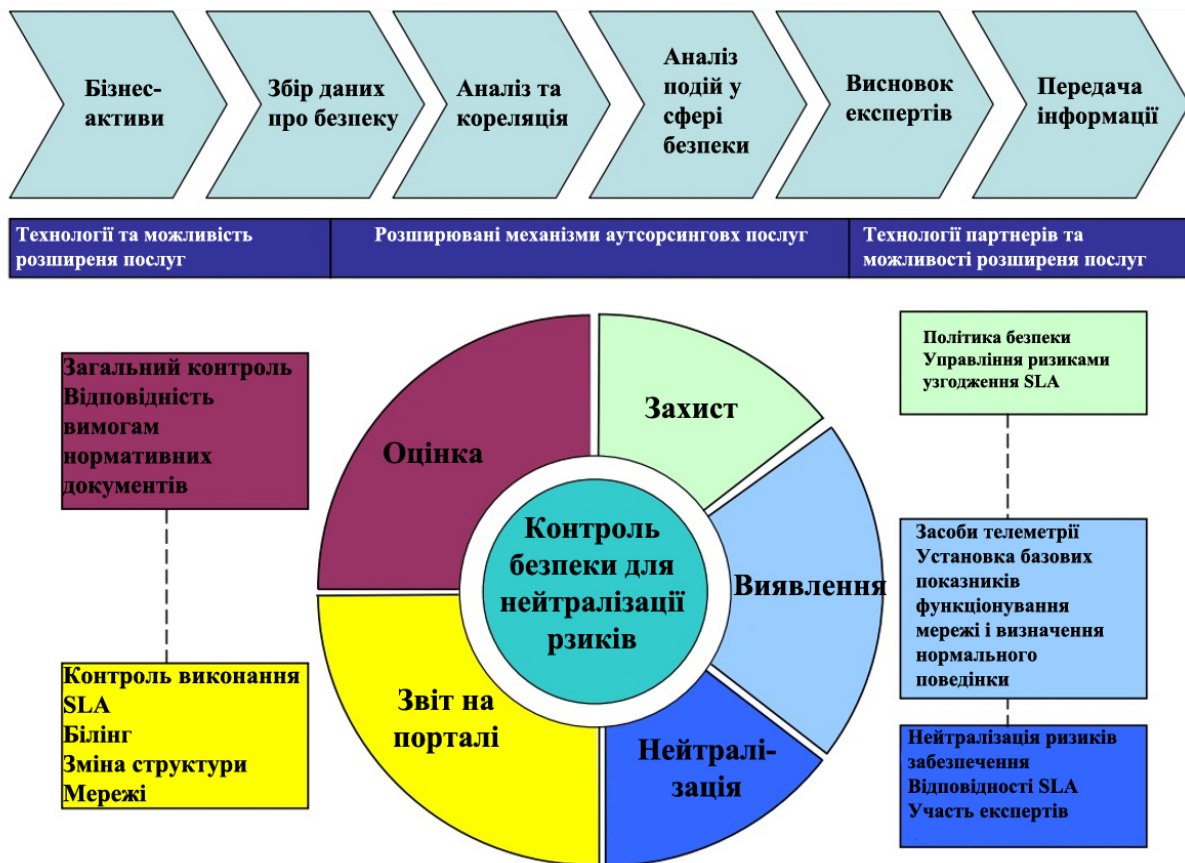 Бізнес-
активи
Збір даних
про безпеку
Аналіз та
кореляція
Аналіз
подій у
сфері
безпеки
Висновок
експертів
Передача
інформації
Технології та можливість
розширеня послуг
Розширювані механізми аутсорсинговх послуг
Технології партнерів та
можливості розширеня послуг
Загальний контроль
Відповідність
вимогам
нормативних
документів
Контроль виконання
SLA
Білінг
Зміна структури
Мережі
Оцінка
Захист
Виявлення
Нейтралі-
зація
Звіт на
порталі
Контроль
безпеки для
нейтралізації
рзиків
Політика безпеки
Управління ризиками
узгодження SLA
Засоби телеметрії
Установка базових
показників
функціонування
мережі і визначення
нормального
поведінки
Нейтралізація ризиків
забезпечення
Відповідності SLA
Участь експертів